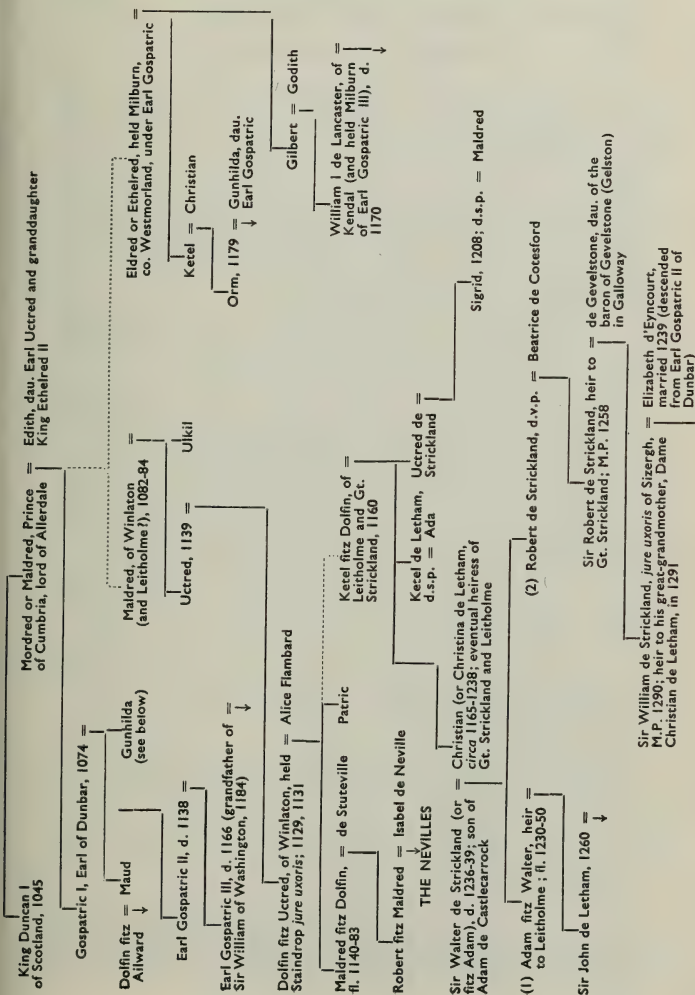 King Duncan I
of Scotland, 1045
Mordred or Maldred, Prince
of Cumbria, lord of Allerdale
=
Edith, dau. Earl Uctred and granddaughter
King Ethelred II
Gospatric I, Earl of Dunbar, 1074 =
Maldred, of Winlaton =
(and Leitholme?), 1082-84
Eldred or Ethelred, held Milburn, =
co. Westmorland, under Earl Gospatric
Dolfin fitz = Maud
Ailward
Gunhilda
(see below)
Uctred, 1139 =
Ulkil
Ketel = Christian
Gilbert = Godith
Earl Gospatric II, d. 1138 =
Orm, 1179 = Gunhilda, dau.
Earl Gospatric
Earl Gospatric III, d. 1166 (grandfather of =
Sir William of Washington, 1184)
William I de Lancaster, of =
Kendal (and held Milburn
of Earl Gospatric III), d.
1170
Dolfin fitz Uctred, of Winlaton, held = Alice Flambard
Staindrop jure uxoris; 1129, 1131
Maldred fitz Dolfin, = de Stuteville
fl. 1140-83
Patric
Ketel fitz Dolfin, of =
Leitholme and Gt.
Strickland, 1160
Robert fitz Maldred = Isabel de Neville
THE NEVILLES
Ketel de Letham,
d.s.p. = Ada
Uctred de =
Strickland
Sir Walter de Strickland (or =
fitz Adam), d. 1236-39; son of
Adam de Castlecarrock
Christian (or Christina de Letham,
circa 1165-1238; eventual heiress of
Gt. Strickland and Leitholme
Sigrid, 1208; d.s.p. = Maldred
(1) Adam fitz Walter, heir =
to Leitholme ; fl. 1230-50
(2) Robert de Strickland, d.v.p. = Beatrice de Cotesford
Sir John de Letham, 1260 =
Sir Robert de Strickland, heir to =
Gt. Strickland; M.P. 1258
de Gevelstone, dau. of the
baron of Gevelstone (Gelston)
in Galloway
Sir William de Strickland, jure uxoris of Sizergh, =
M.P. 1290; heir to his great-grandmother, Dame
Christian de Letham, in 1291
Elizabeth d'Eyncourt,
married 1239 (descended
from Earl Gospatric II of
Dunbar)